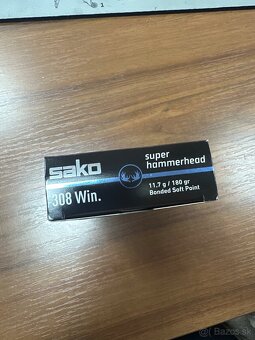 sako
308 Win.
super
hammerhead
11.7 g / 180 gr
Bonded Soft Point
Bazos.sk